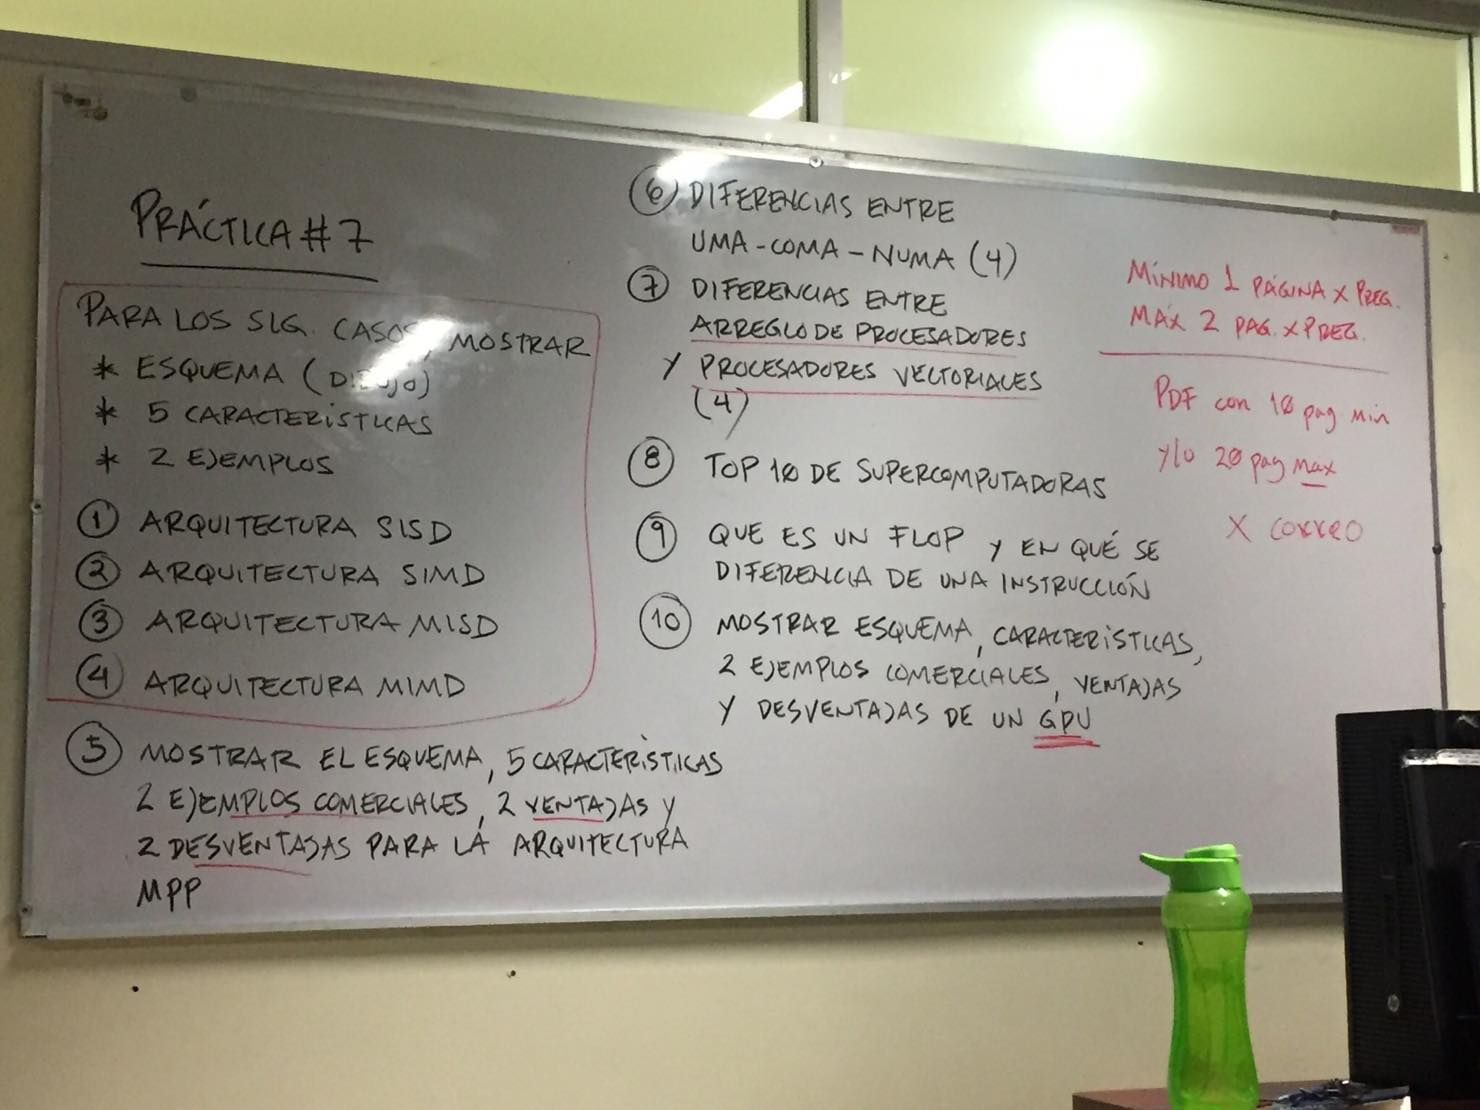 PRÁCTICA #7
PARA LOS SIG. CASOS, MOSTRAR
* ESQUEMA (DIBUJO)
* 5 CARACTERÍSTICAS
* 2 EJEMPLOS
① ARQUITECTURA SISD
② ARQUITECTURA SIMD
③ ARQUITECTURA MISD
④ ARQUITECTURA MIMD
⑤ MOSTRAR EL ESQUEMA, 5 CARACTERÍSTICAS
2 EJEMPLOS COMERCIALES, 2 VENTAJAS Y
2 DESVENTAJAS PARA LA ARQUITECTURA
MPP
⑥ DIFERENCIAS ENTRE
UMA-COMA-NUMA (4)
⑦ DIFERENCIAS ENTRE
ARREGLO DE PROCESADORES
Y PROCESADORES VECTORIALES
(4)
⑧ TOP 10 DE SUPERCOMPUTADORAS
⑨ QUE ES UN FLOP Y EN QUÉ SE
DIFERENCIA DE UNA INSTRUCCIÓN
⑩ MOSTRAR ESQUEMA, CARACTERÍSTICAS,
2 EJEMPLOS COMERCIALES, VENTAJAS
Y DESVENTAJAS DE UN GPU
MÍNIMO 1 PÁGINA X PREG.
MÁX 2 PAG. X PREG.
PDF con 10 pag min
y/o 20 pag max
X correo